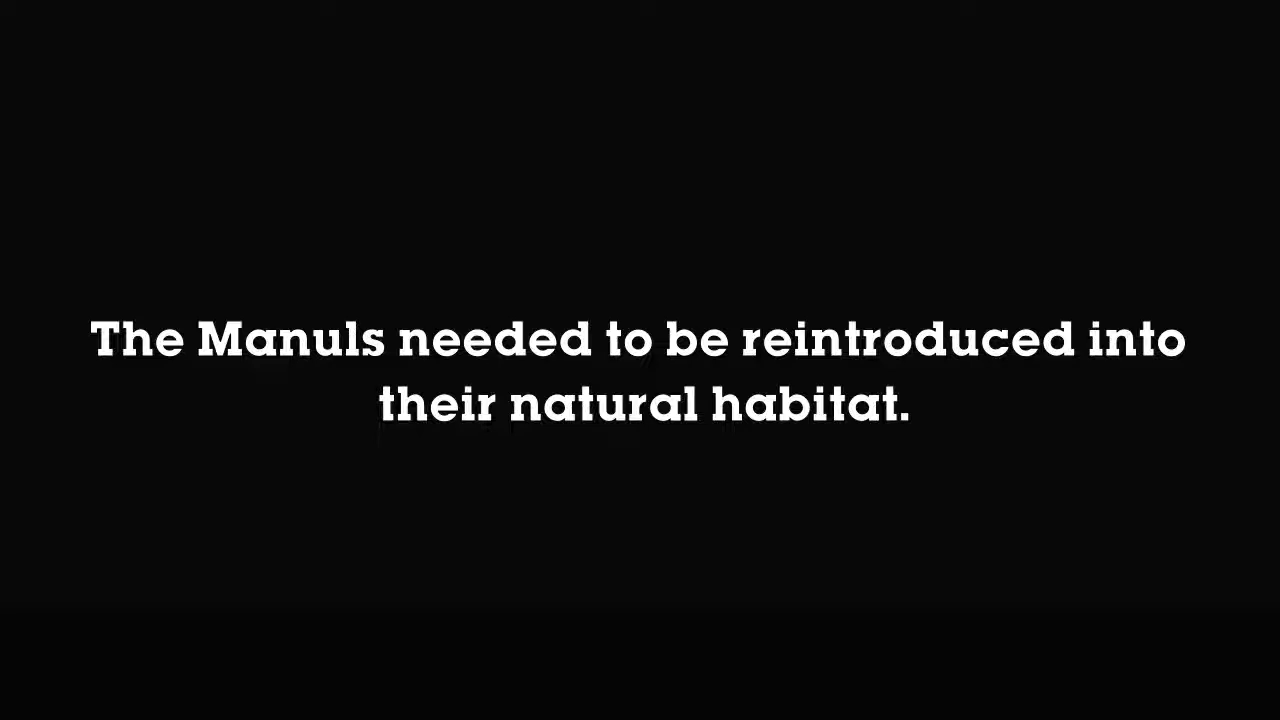 The Manuls needed to be reintroduced into
their natural habitat.